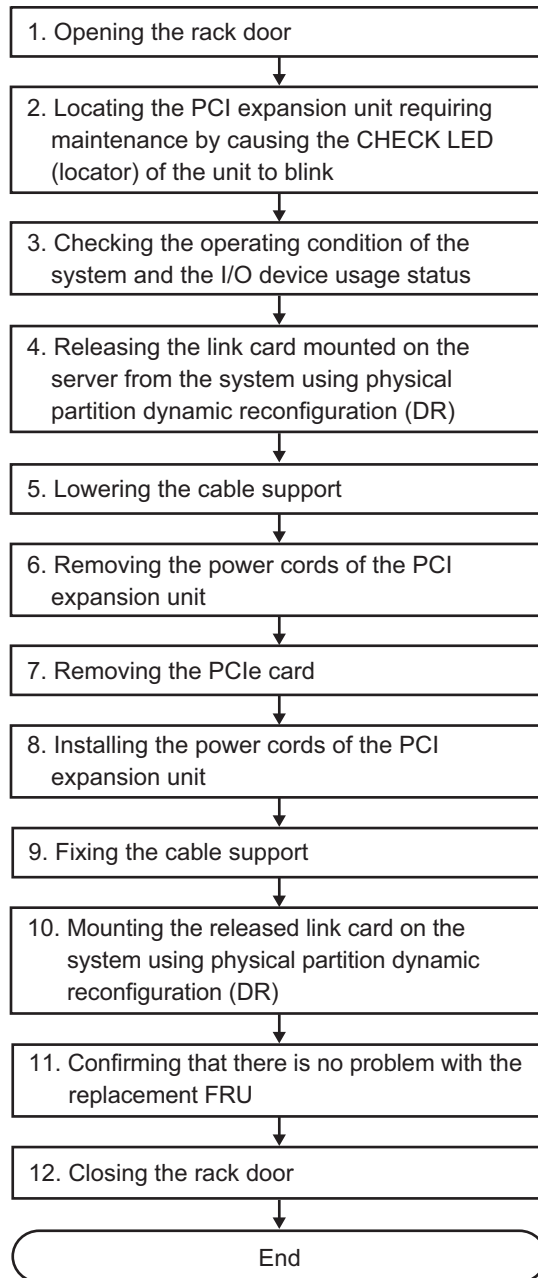 1. Opening the rack door
2. Locating the PCI expansion unit requiring
maintenance by causing the CHECK LED
(locator) of the unit to blink
3. Checking the operating condition of the
system and the I/O device usage status
4. Releasing the link card mounted on the
server from the system using physical
partition dynamic reconfiguration (DR)
5. Lowering the cable support
6. Removing the power cords of the PCI
expansion unit
7. Removing the PCIe card
8. Installing the power cords of the PCI
expansion unit
9. Fixing the cable support
10. Mounting the released link card on the
system using physical partition dynamic
reconfiguration (DR)
11. Confirming that there is no problem with the
replacement FRU
12. Closing the rack door
End